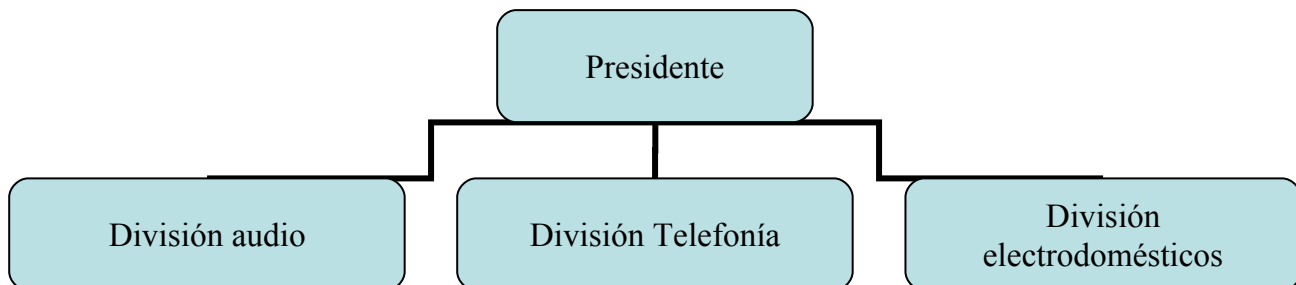 Presidente
División audio
División Telefonía
División
electrodomésticos